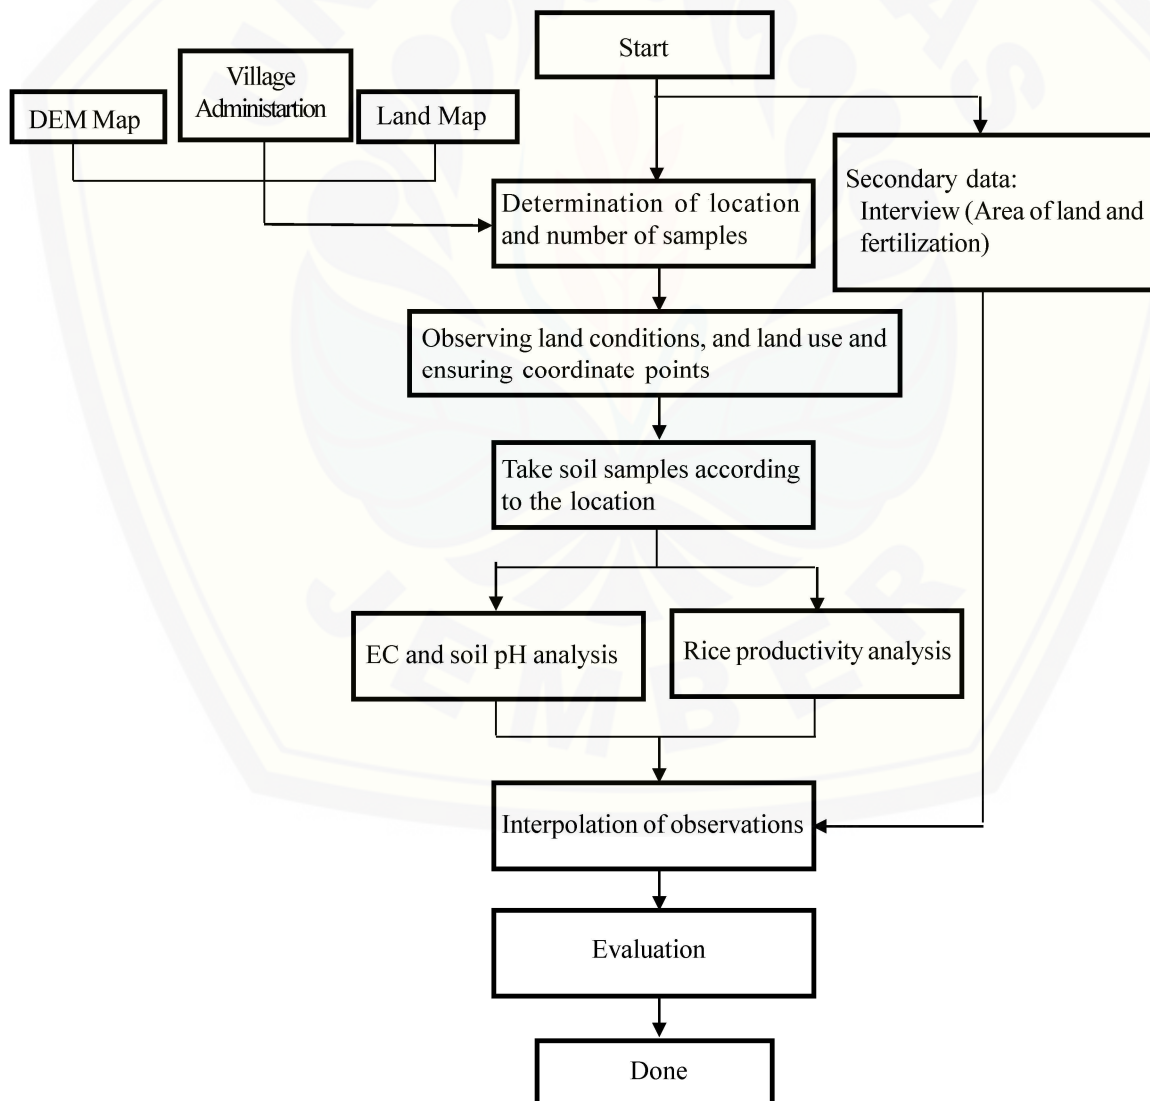 Start
Village
Administartion
DEM Map
Land Map
Secondary data:
Interview (Area of land and
fertilization)
Determination of location
and number of samples
Observing land conditions, and land use and
ensuring coordinate points
Take soil samples according
to the location
EC and soil pH analysis
Rice productivity analysis
JEMBER
Interpolation of observations
Evaluation
Done